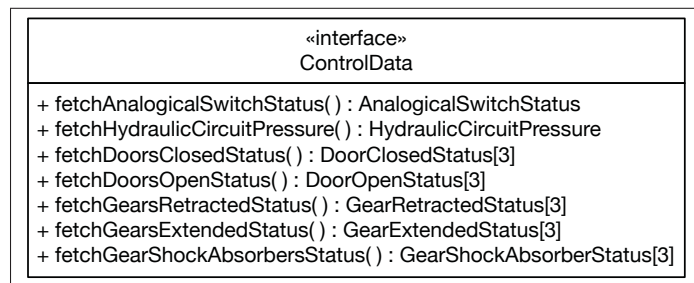 «interface»
ControlData
+ fetchAnalogicalSwitchStatus( ) : AnalogicalSwitchStatus
+ fetchHydraulicCircuitPressure( ) : HydraulicCircuitPressure
+ fetchDoorsClosedStatus( ) : DoorClosedStatus[3]
+ fetchDoorsOpenStatus( ) : DoorOpenStatus[3]
+ fetchGearsRetractedStatus( ) : GearRetractedStatus[3]
+ fetchGearsExtendedStatus( ) : GearExtendedStatus[3]
+ fetchGearShockAbsorbersStatus( ) : GearShockAbsorberStatus[3]